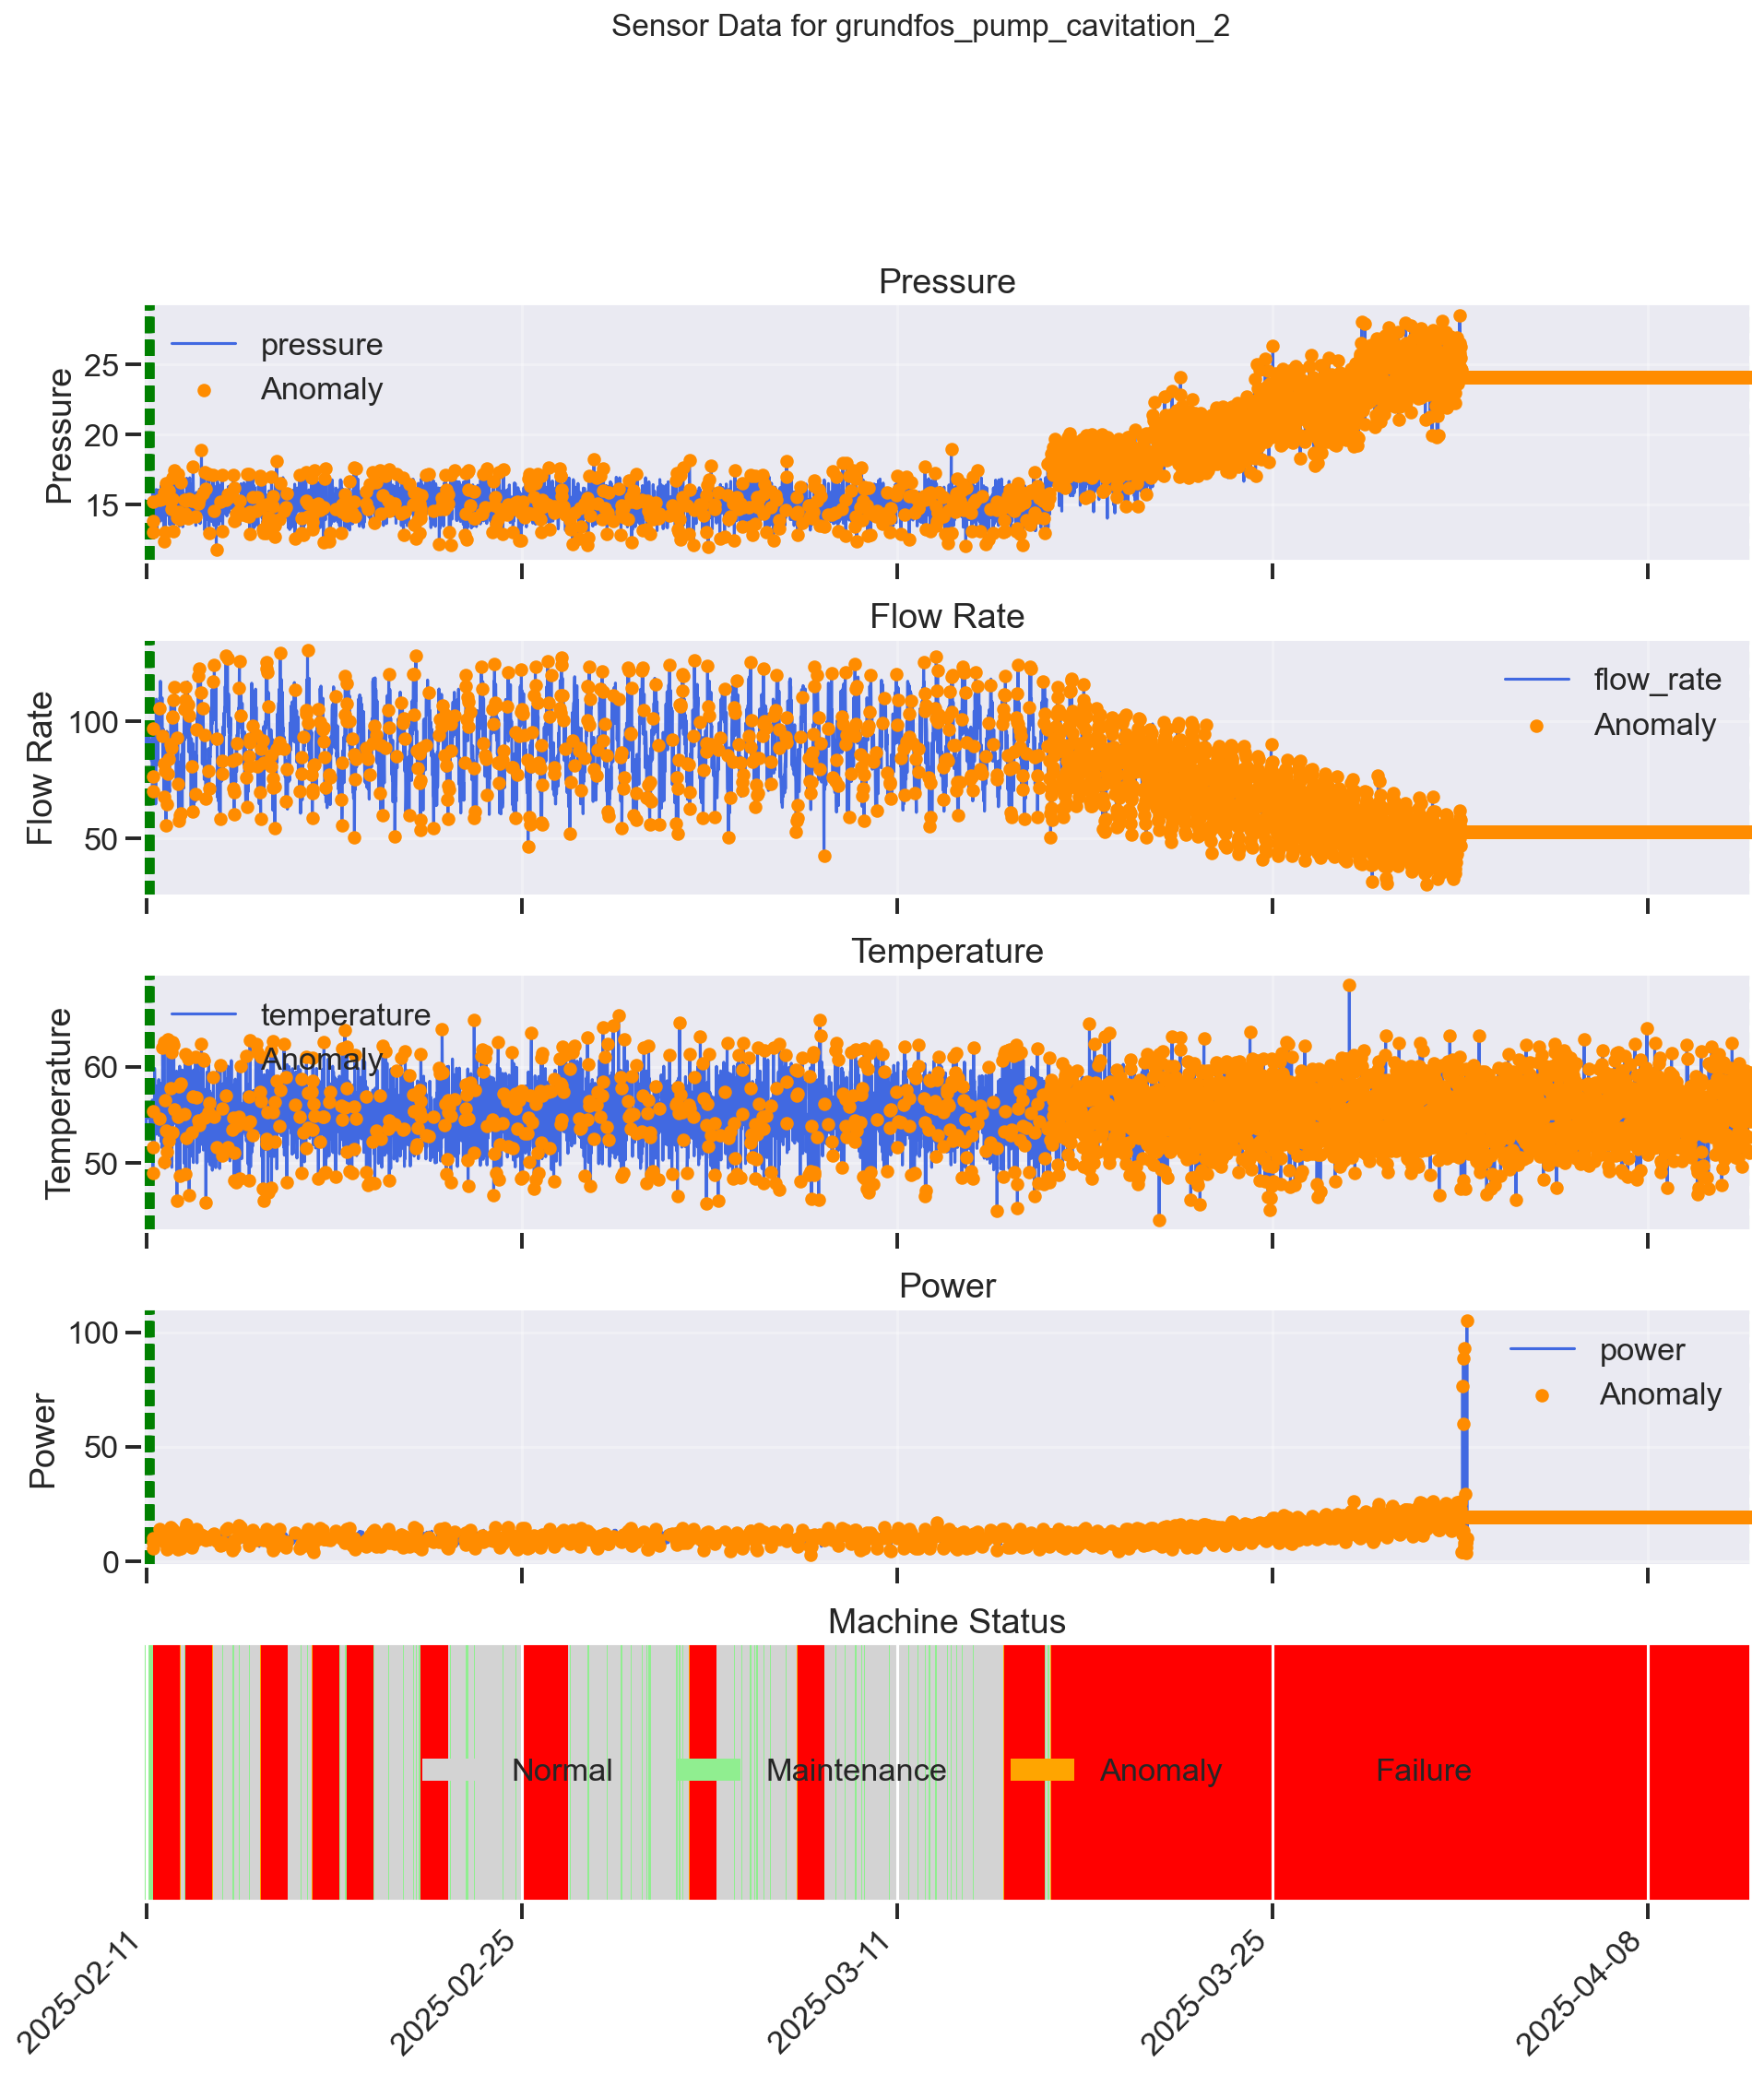 Sensor Data for grundfos_pump_cavitation_2
Pressure
Pressure
25
20
15
pressure
Anomaly
Flow Rate
Flow Rate
100
50
flow_rate
Anomaly
Temperature
Temperature
60
50
temperature
Anomaly
Power
Power
100
50
0
power
Anomaly
Machine Status
Normal Maintenance Anomaly Failure
2025-02-11 2025-02-25 2025-03-11 2025-03-25 2025-04-08